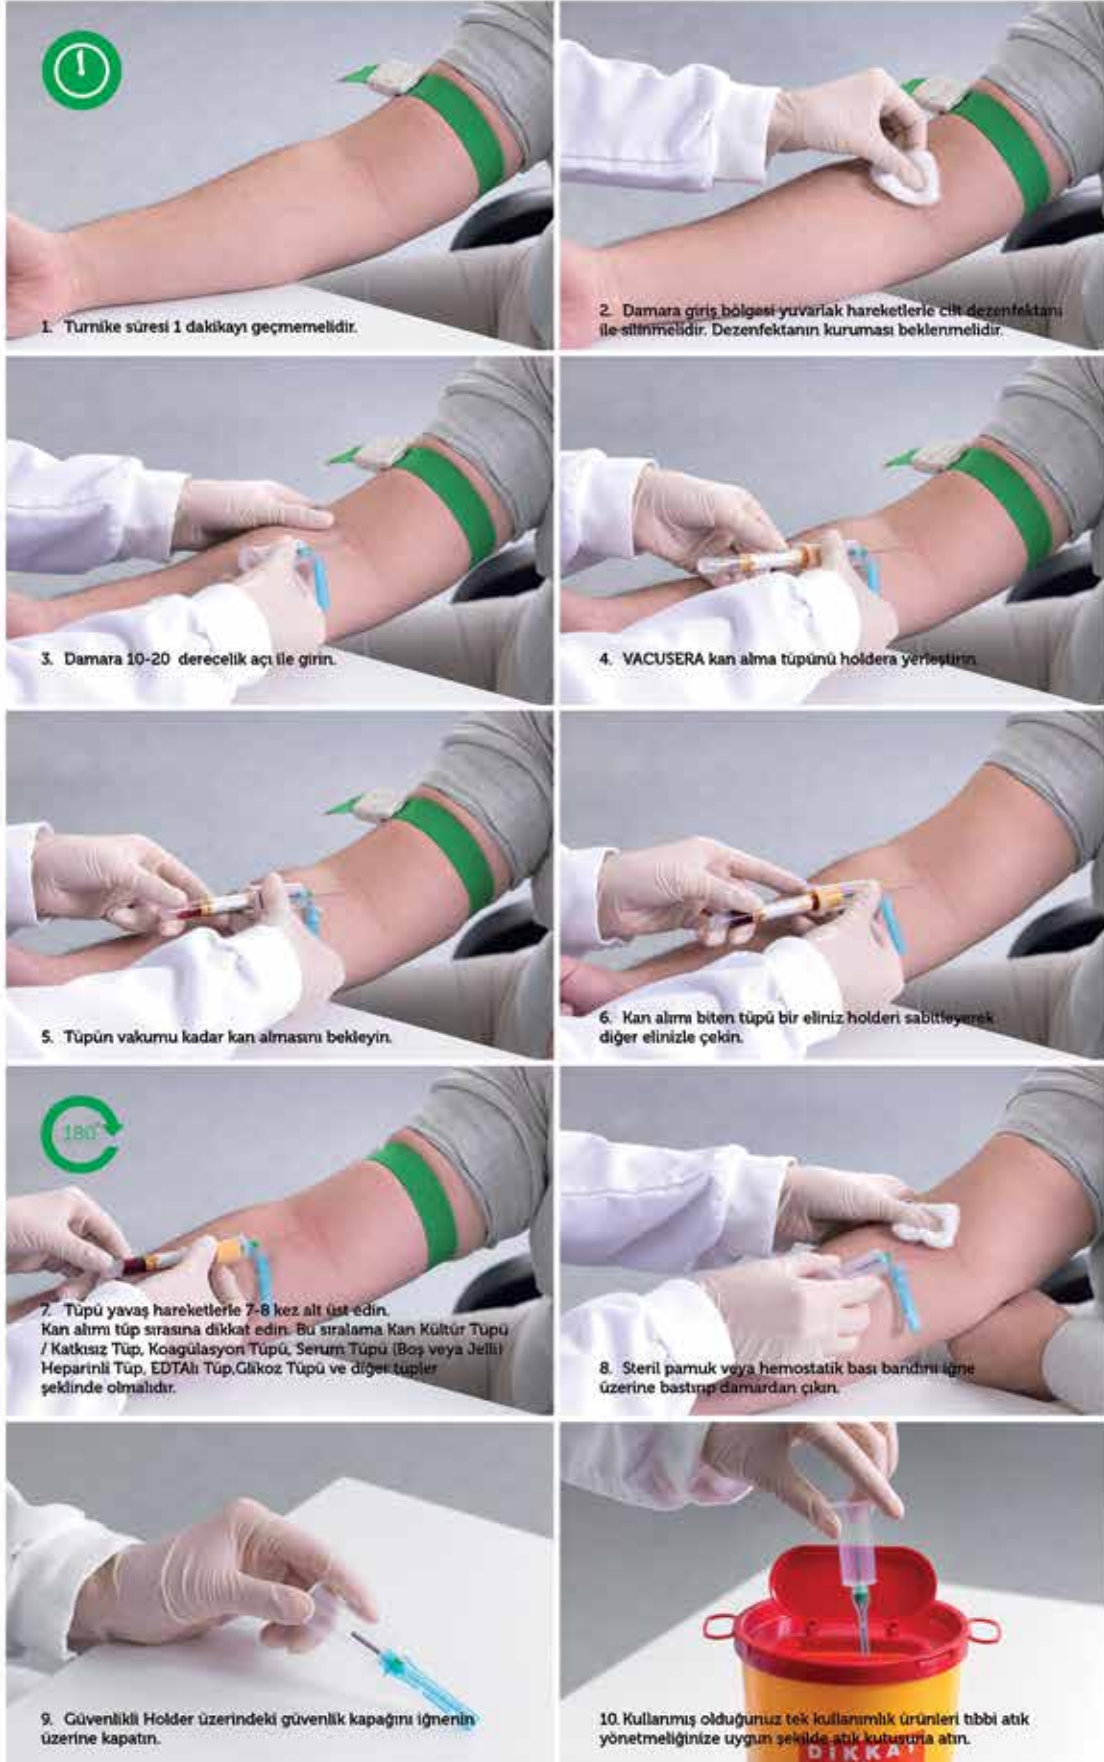 1. Turnike süresi 1 dakikayı geçmemelidir.
2. Damara giriş bölgesi yuvarlak hareketlerle cilt dezenfektanı
ile silinmelidir. Dezenfektanın kuruması beklenmelidir.
3. Damara 10-20 derecelik açı ile girin.
4. VACUSERA kan alma tüpünü holdera yerleştirin.
5. Tüpün vakumu kadar kan almasını bekleyin.
6. Kan alımı biten tüpü bir eliniz holderı sabitleyerek
diğer elinizle çekin.
180°
7. Tüpü yavaş hareketlerle 7-8 kez alt üst edin.
Kan alımı tüp sırasına dikkat edin. Bu sıralama Kan Kültür Tüpü
/ Katkısız Tüp, Koagülasyon Tüpü, Serum Tüpü (Boş veya Jelli)
Heparinli Tüp, EDTAlı Tüp,Glikoz Tüpü ve diğer tüpler
şeklinde olmalıdır.
8. Steril pamuk veya hemostatik bası bandını iğne
üzerine bastırıp damardan çıkın.
9. Güvenlikli Holder üzerindeki güvenlik kapağını iğnenin
üzerine kapatın.
10. Kullanmış olduğunuz tek kullanımlık ürünleri tıbbi atık
yönetmeliğinize uygun şekilde atık kutusuna atın.
DİKKAT